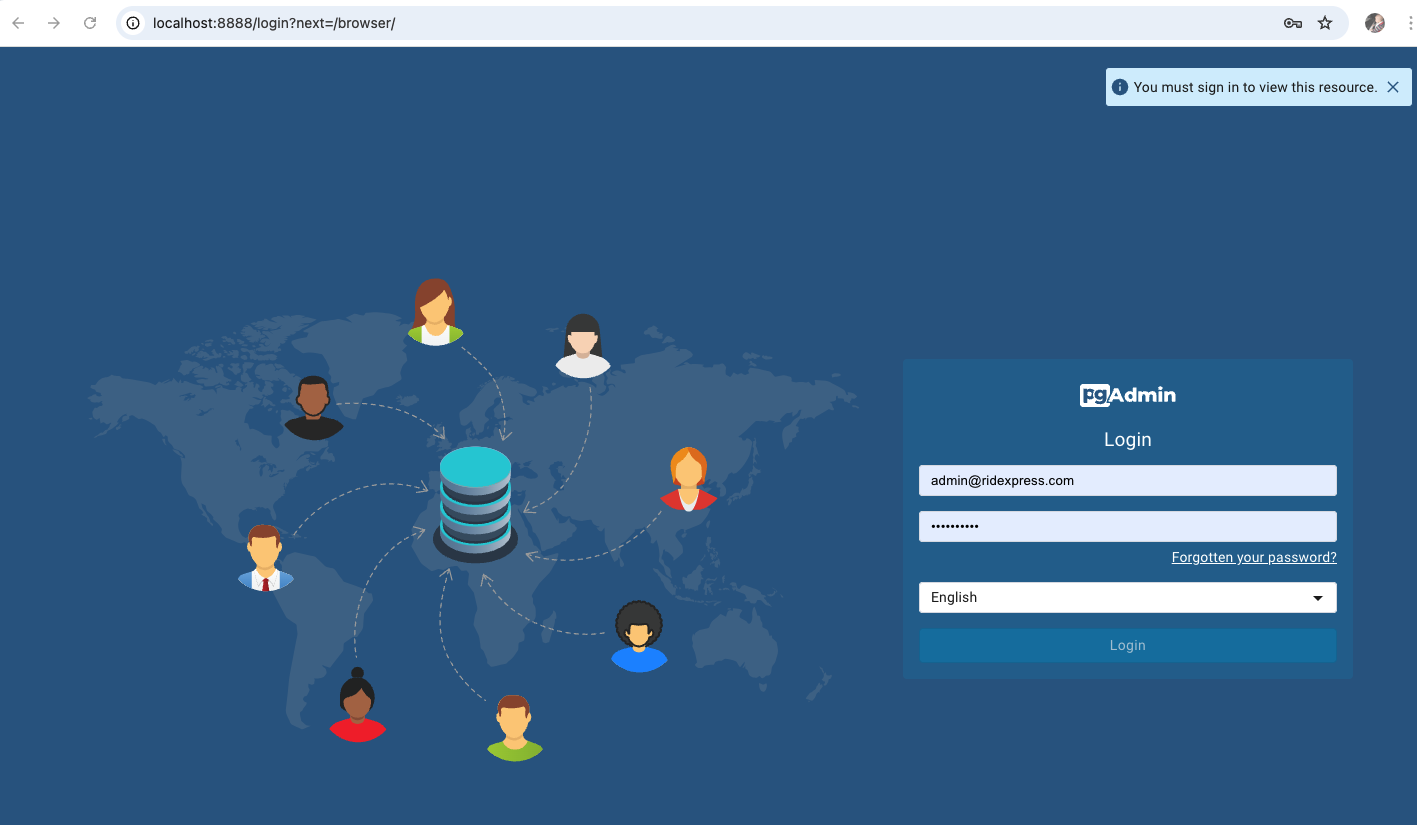 localhost:8888/login?next=/browser/
You must sign in to view this resource.
pgAdmin
Login
admin@ridexpress.com
••••••••••
Forgotten your password?
English
Login